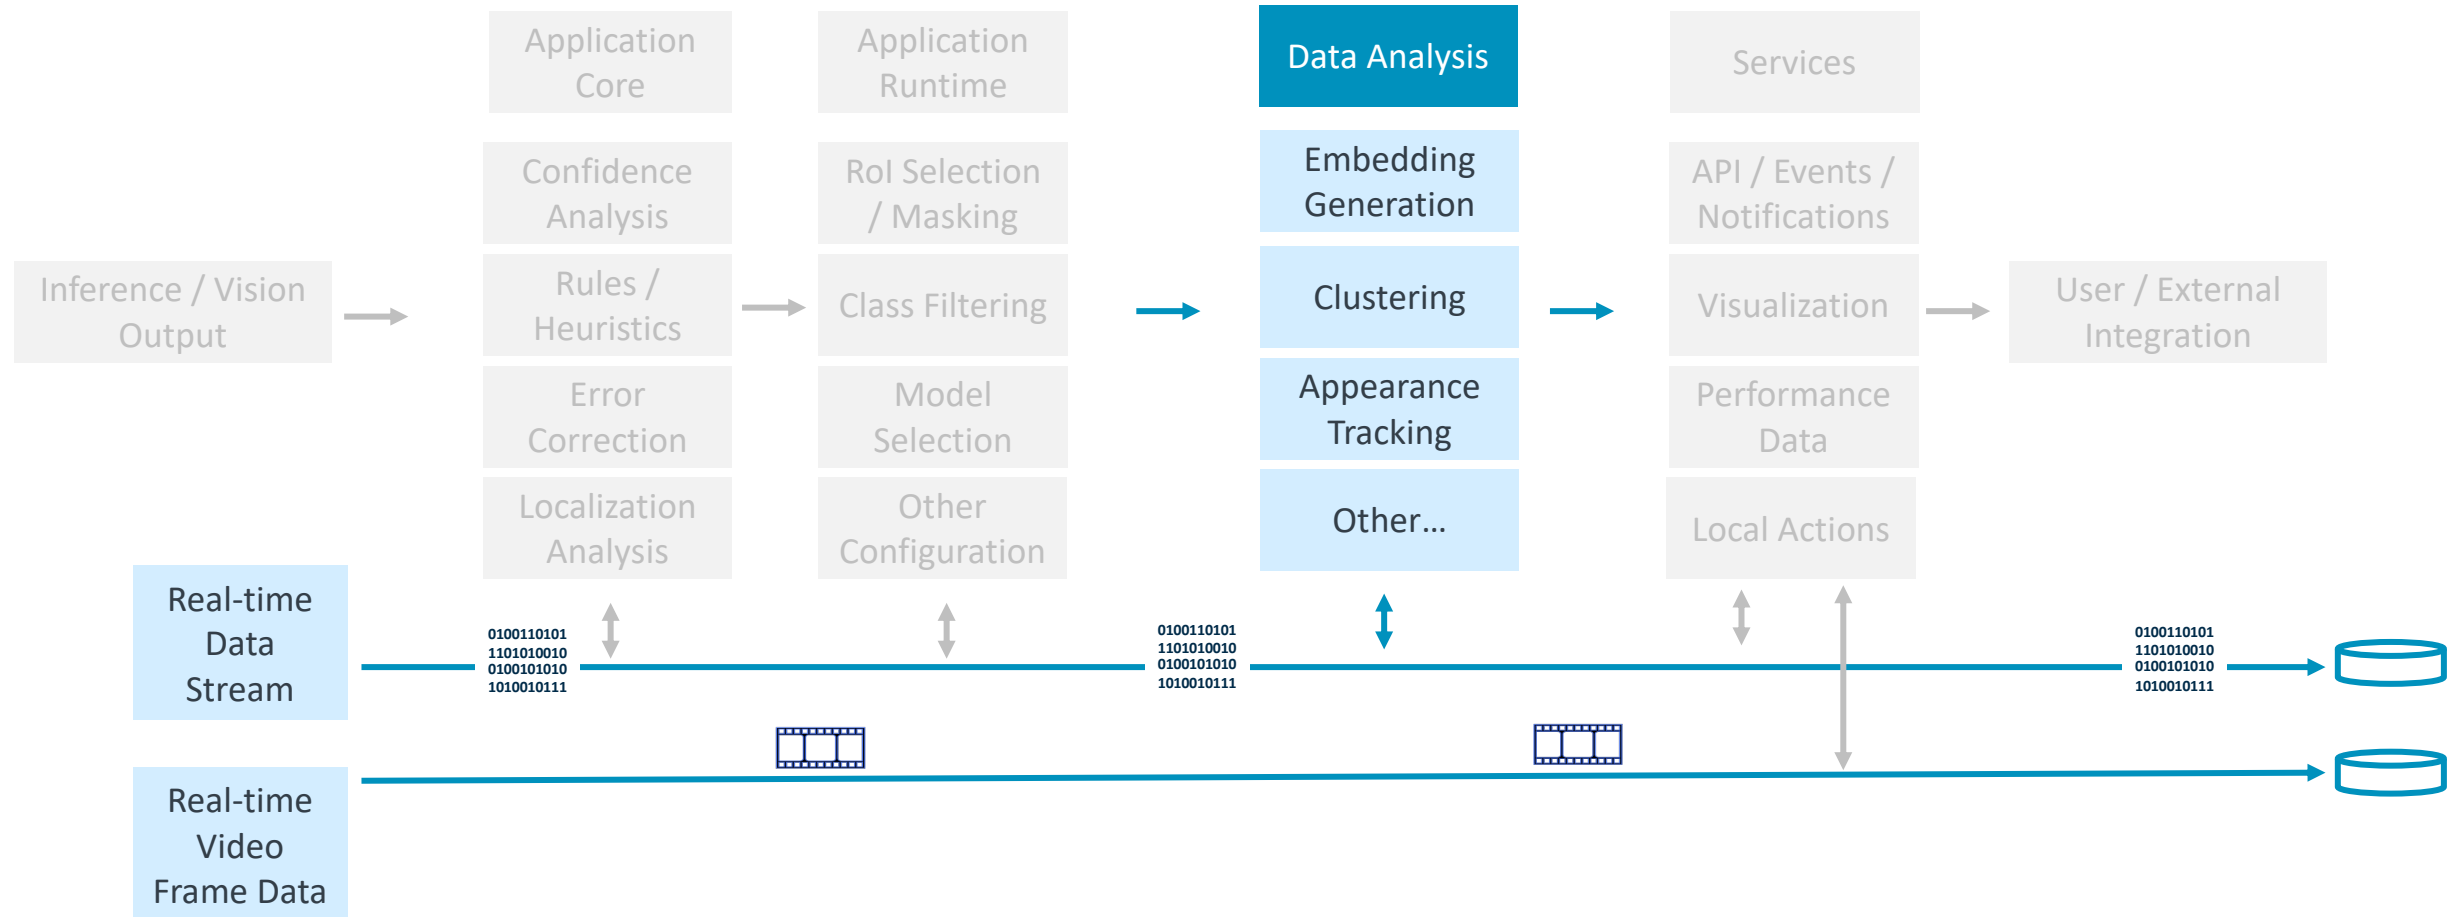 Application
Core
Application
Runtime
Data Analysis
Services
Inference / Vision
Output
Confidence
Analysis
Rules /
Heuristics
Error
Correction
Localization
Analysis
RoI Selection
/ Masking
Class Filtering
Model
Selection
Other
Configuration
Embedding
Generation
Clustering
Appearance
Tracking
Other...
API / Events /
Notifications
Visualization
Performance
Data
Local Actions
User / External
Integration
Real-time
Data
Stream
0100110101
1101010010
0100101010
1010010111
0100110101
1101010010
0100101010
1010010111
0100110101
1101010010
0100101010
1010010111
Real-time
Video
Frame Data